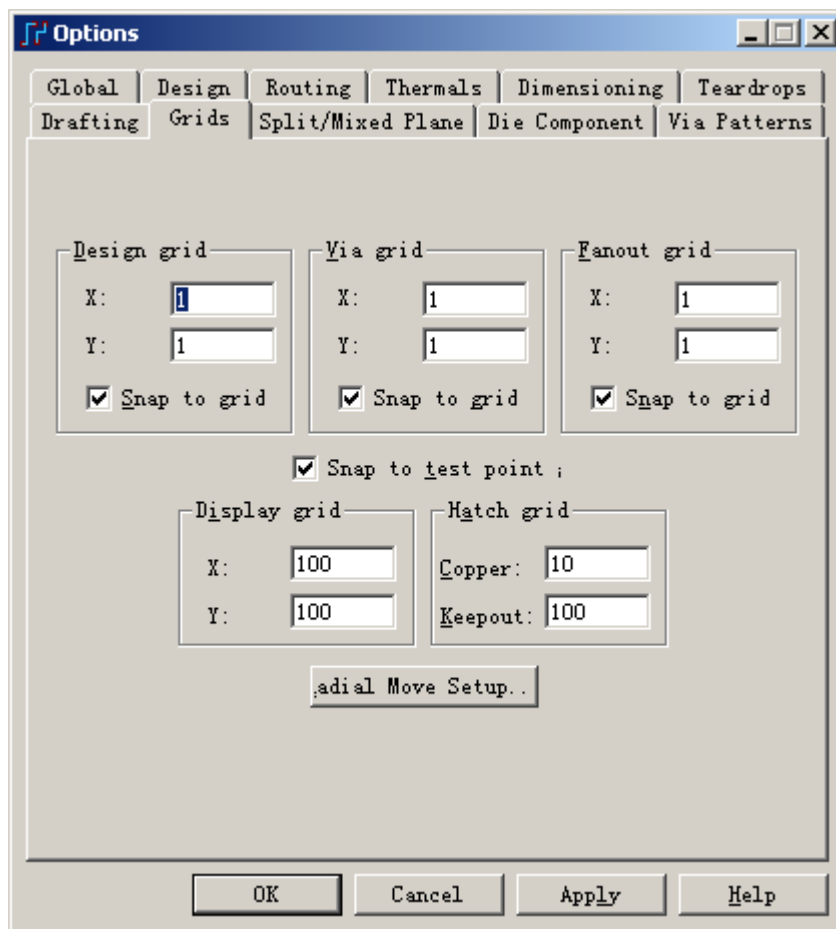 Options
Global Design Routing Thermals Dimensioning Teardrops
Drafting Grids Split/Mixed Plane Die Component Via Patterns
Design grid Via grid Fanout grid
X: 1 X: 1 X: 1
Y: 1 Y: 1 Y: 1
Snap to grid Snap to grid Snap to grid
Snap to test point
Display grid Hatch grid
X: 100 Copper: 10
Y: 100 Keepout: 100
adial Move Setup..
OK Cancel Apply Help